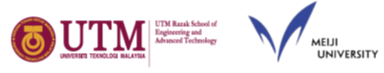 UTM
UNIVERSITI TEKNOLOGI MALAYSIA
UTM Razak School of
Engineering and
Advanced Technology
MEIJI
UNIVERSITY